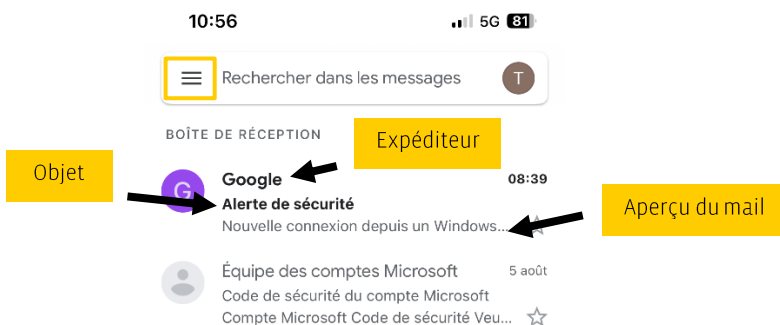 10:56
5G 81
Rechercher dans les messages
T
BOÎTE DE RÉCEPTION
Expéditeur
Objet
G
Google
08:39
Alerte de sécurité
Aperçu du mail
Nouvelle connexion depuis un Windows...
Équipe des comptes Microsoft
5 août
Code de sécurité du compte Microsoft
Compte Microsoft Code de sécurité Veu...